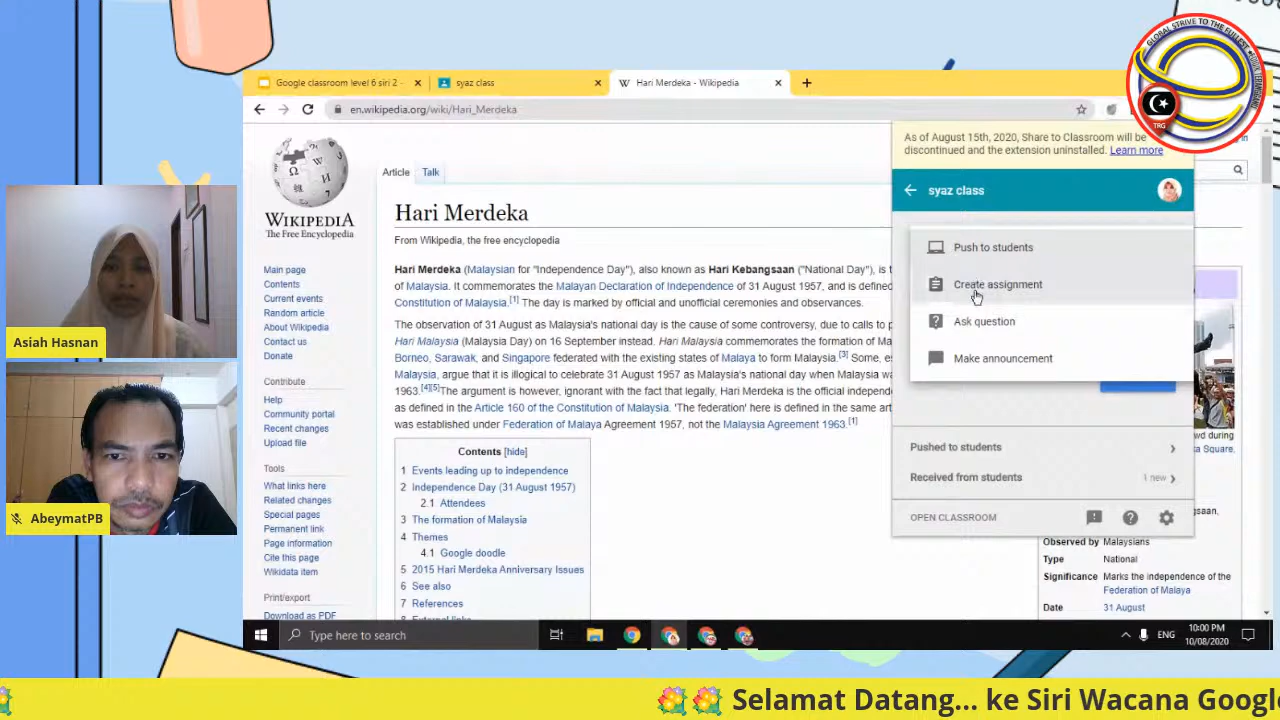 GLOBAL STRIVE TO THE FULLEST
TRG
Google classroom level 6 siri 2 -
syaz class
Hari Merdeka - Wikipedia
en.wikipedia.org/wiki/Hari_Merdeka
As of August 15th, 2020, Share to Classroom will be
discontinued and the extension uninstalled. Learn more
syaz class
Push to students
Create assignment
Ask question
Make announcement
Pushed to students
Received from students 1 new
OPEN CLASSROOM
WIKIPEDIA
The Free Encyclopedia
Main page
Contents
Current events
Random article
About Wikipedia
Contact us
Donate
Contribute
Help
Community portal
Recent changes
Upload file
Tools
What links here
Related changes
Special pages
Permanent link
Page information
Cite this page
Wikidata item
Print/export
Download as PDF
Article Talk
Hari Merdeka
From Wikipedia, the free encyclopedia
Hari Merdeka (Malaysian for "Independence Day"), also known as Hari Kebangsaan ("National Day"), is t
of Malaysia. It commemorates the Malayan Declaration of Independence of 31 August 1957, and is defined
Constitution of Malaysia.[1] The day is marked by official and unofficial ceremonies and observances.
The observation of 31 August as Malaysia's national day is the cause of some controversy, due to calls to p
Hari Malaysia (Malaysia Day) on 16 September instead. Hari Malaysia commemorates the formation of Ma
Borneo, Sarawak, and Singapore federated with the existing states of Malaya to form Malaysia.[3] Some, es
Malaysia, argue that it is illogical to celebrate 31 August 1957 as Malaysia's national day when Malaysia wa
1963.[4][5]The argument is however, ignorant with the fact that legally, Hari Merdeka is the official independe
as defined in the Article 160 of the Constitution of Malaysia. 'The federation' here is defined in the same art
was established under Federation of Malaya Agreement 1957, not the Malaysia Agreement 1963.[1]
Contents [hide]
1 Events leading up to independence
2 Independence Day (31 August 1957)
2.1 Attendees
3 The formation of Malaysia
4 Themes
4.1 Google doodle
5 2015 Hari Merdeka Anniversary Issues
6 See also
7 References
8 External links
wd during
ka Square,
gsaan,
Observed by Malaysians
Type National
Significance Marks the independence of the
Federation of Malaya
Date 31 August
Asiah Hasnan
AbeymatPB
Type here to search
ENG
10:00 PM
10/08/2020
Selamat Datang... ke Siri Wacana Google